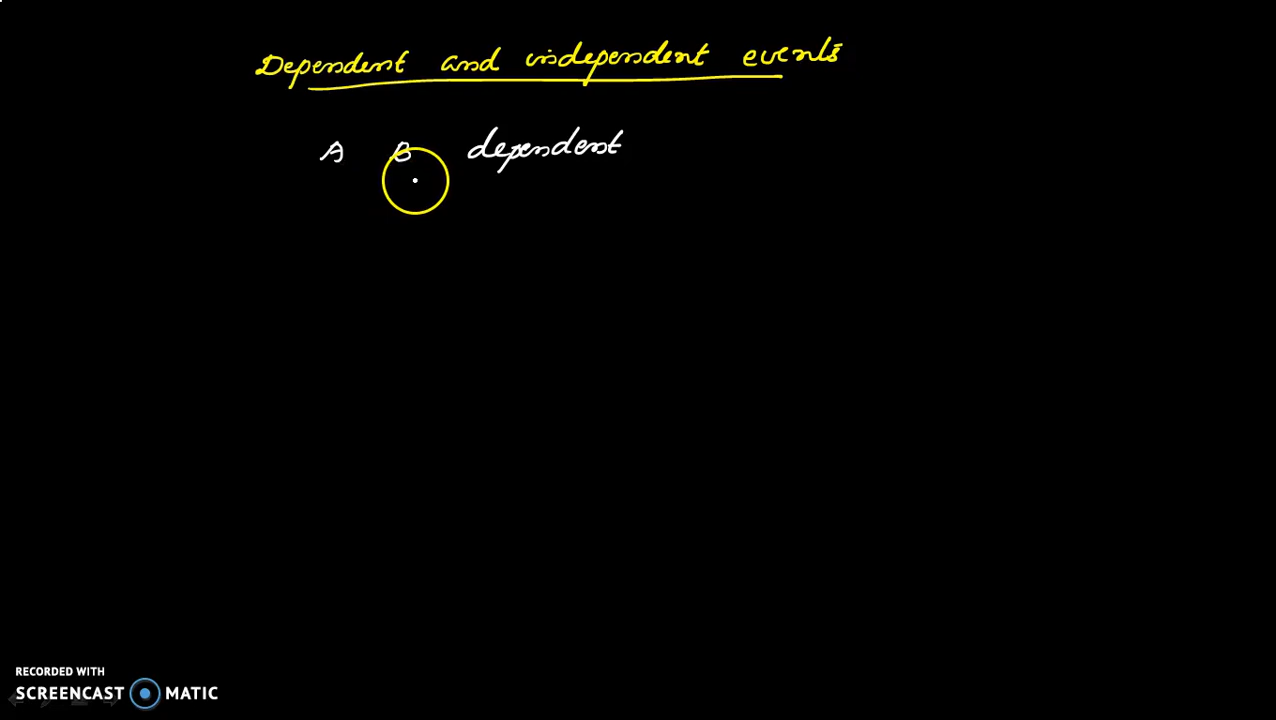 Dependent and independent events
A B dependent
RECORDED WITH
SCREENCAST MATIC